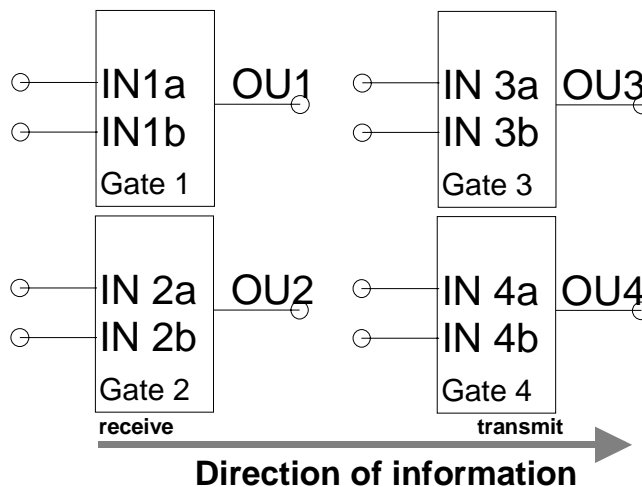 IN1a
OU1
IN1b
Gate 1
IN 3a
OU3
IN 3b
Gate 3
IN 2a
OU2
IN 2b
Gate 2
IN 4a
OU4
IN 4b
Gate 4
receive
transmit
Direction of information